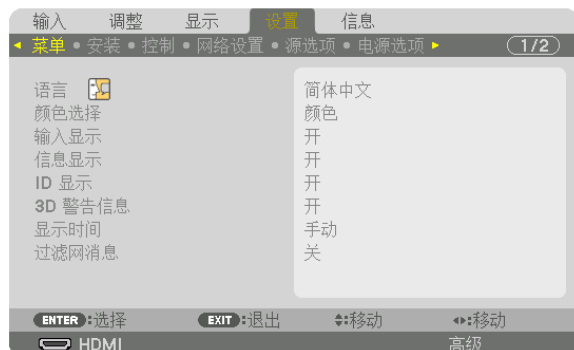 输入 调整 显示 设置 信息
菜单 • 安装 • 控制 • 网络设置 • 源选项 • 电源选项 1/2
语言 简体中文
颜色选择 颜色
输入显示 开
信息显示 开
ID 显示 开
3D 警告信息 开
显示时间 手动
过滤网消息 关
ENTER:选择 EXIT:退出 :移动 :移动
HDMI 高级